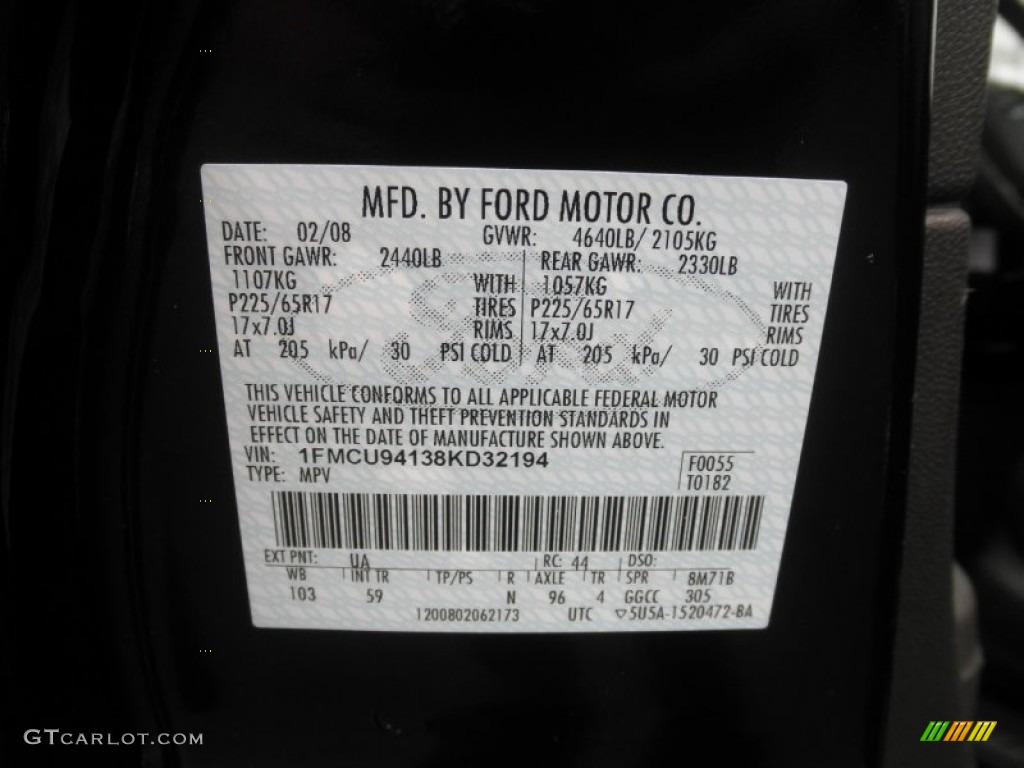 MFD. BY FORD MOTOR CO.
DATE: 02/08 GVWR: 4640LB/ 2105KG
FRONT GAWR: 2440LB REAR GAWR: 2330LB
1107KG WITH 1057KG WITH
P225/65R17 TIRES P225/65R17 TIRES
17x7.0J RIMS 17x7.0J RIMS
AT 205 kPa/ 30 PSI COLD AT 205 kPa/ 30 PSI COLD
THIS VEHICLE CONFORMS TO ALL APPLICABLE FEDERAL MOTOR
VEHICLE SAFETY AND THEFT PREVENTION STANDARDS IN
EFFECT ON THE DATE OF MANUFACTURE SHOWN ABOVE.
VIN: 1FMCU94138KD32194 F0055
TYPE: MPV T0182
EXT PNT: UA RC: 44 DSO:
WB INT TR TP/PS R AXLE TR SPR 8M71B
103 59 N 96 4 GGCC 305
1200802062173 UTC ▽5U5A-1520472-BA
GTCARLOT.COM